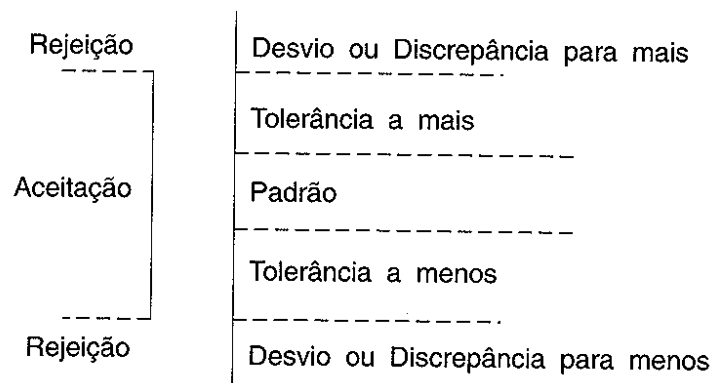 Rejeição
Desvio ou Discrepância para mais
Tolerância a mais
Aceitação
Padrão
Tolerância a menos
Rejeição
Desvio ou Discrepância para menos